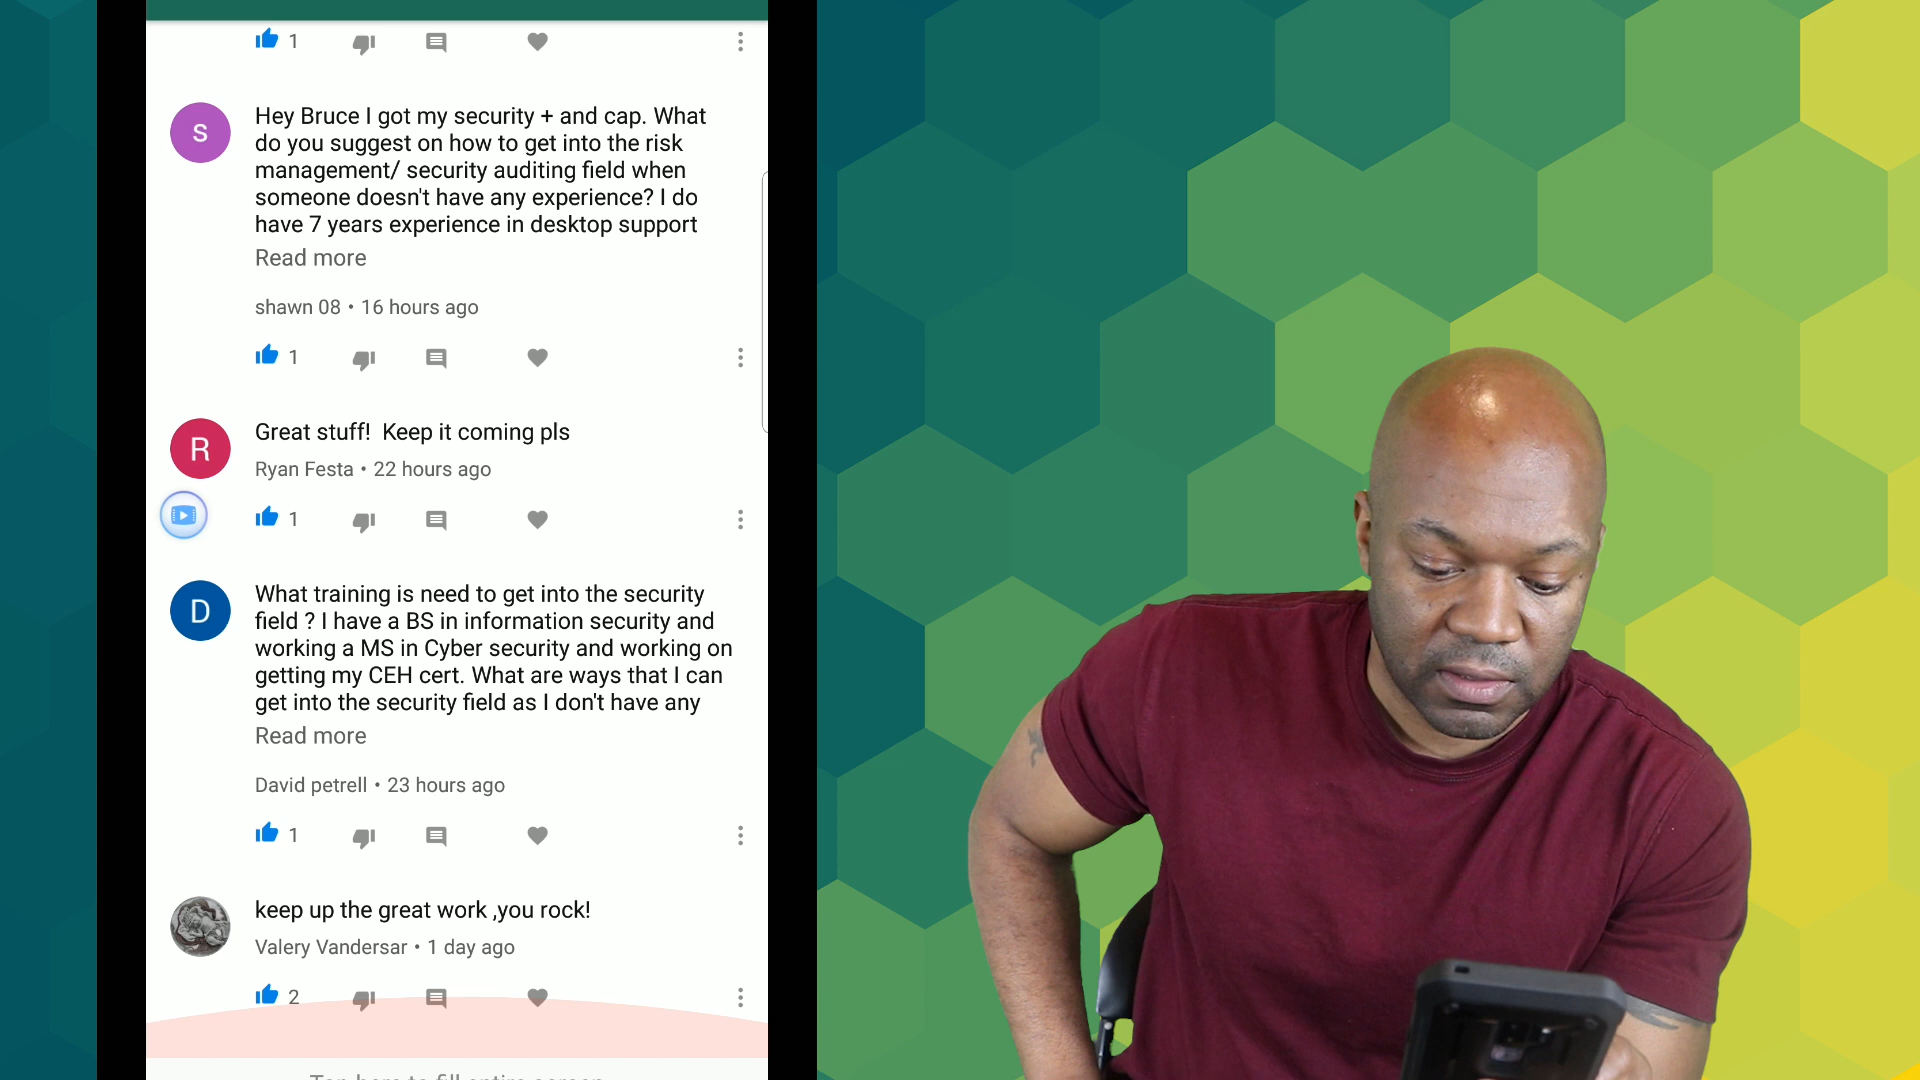 1
S
Hey Bruce I got my security + and cap. What
do you suggest on how to get into the risk
management/ security auditing field when
someone doesn't have any experience? I do
have 7 years experience in desktop support
Read more
shawn 08 • 16 hours ago
1
R
Great stuff!  Keep it coming pls
Ryan Festa • 22 hours ago
1
D
What training is need to get into the security
field ? I have a BS in information security and
working a MS in Cyber security and working on
getting my CEH cert. What are ways that I can
get into the security field as I don't have any
Read more
David petrell • 23 hours ago
1
keep up the great work ,you rock!
Valery Vandersar • 1 day ago
2
Tap here to fill entire screen